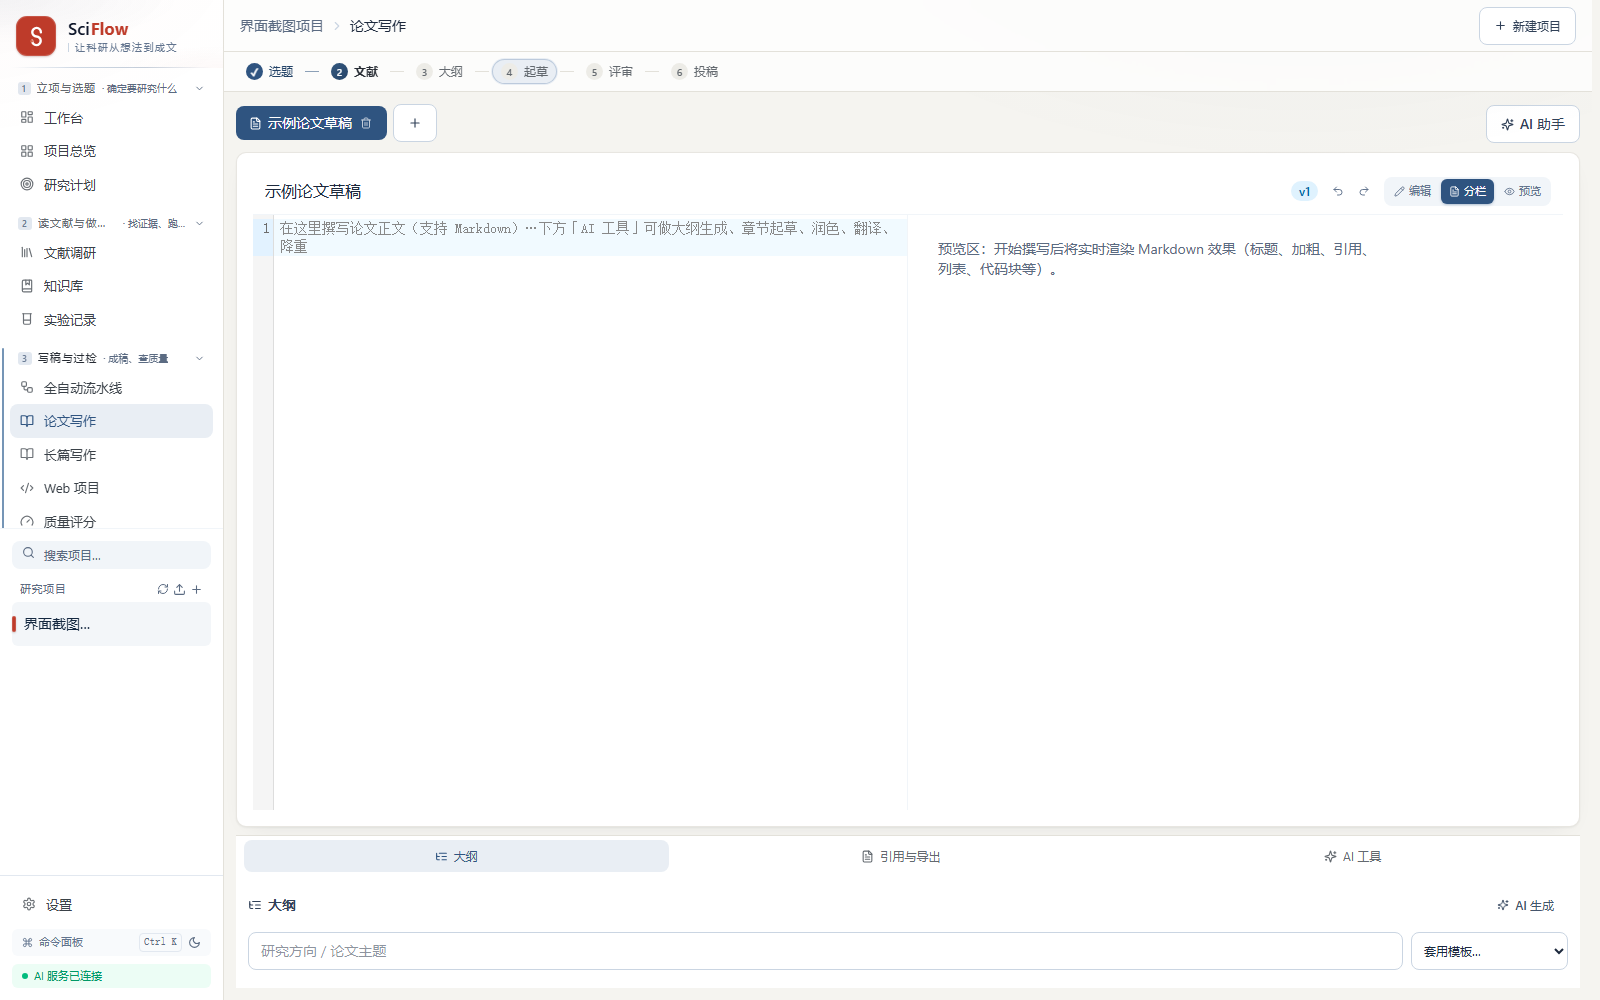 S
SciFlow
让科研从想法到成文
1 立项与选题 · 确定要研究什么
工作台
项目总览
研究计划
2 读文献与做... · 找证据、跑...
文献调研
知识库
实验记录
3 写稿与过检 · 成稿、查质量
全自动流水线
论文写作
长篇写作
Web 项目
质量评分
搜索项目...
研究项目
界面截图...
设置
命令面板 Ctrl K
AI 服务已连接
界面截图项目 > 论文写作
+ 新建项目
选题 — 2 文献 — 3 大纲 — 4 起草 — 5 评审 — 6 投稿
示例论文草稿
+
AI 助手
示例论文草稿
v1
编辑 分栏 预览
1 在这里撰写论文正文（支持 Markdown）…下方「AI 工具」可做大纲生成、章节起草、润色、翻译、
降重
预览区：开始撰写后将实时渲染 Markdown 效果（标题、加粗、引用、
列表、代码块等）。
大纲 引用与导出 AI 工具
大纲
AI 生成
研究方向 / 论文主题
套用模板...